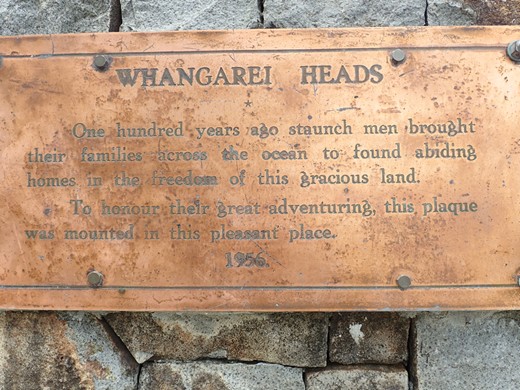 WHANGAREI HEADS
One hundred years ago staunch men brought
their families across the ocean to found abiding
homes in the freedom of this gracious land.
To honour their great adventuring, this plaque
was mounted in this pleasant place.
1956.